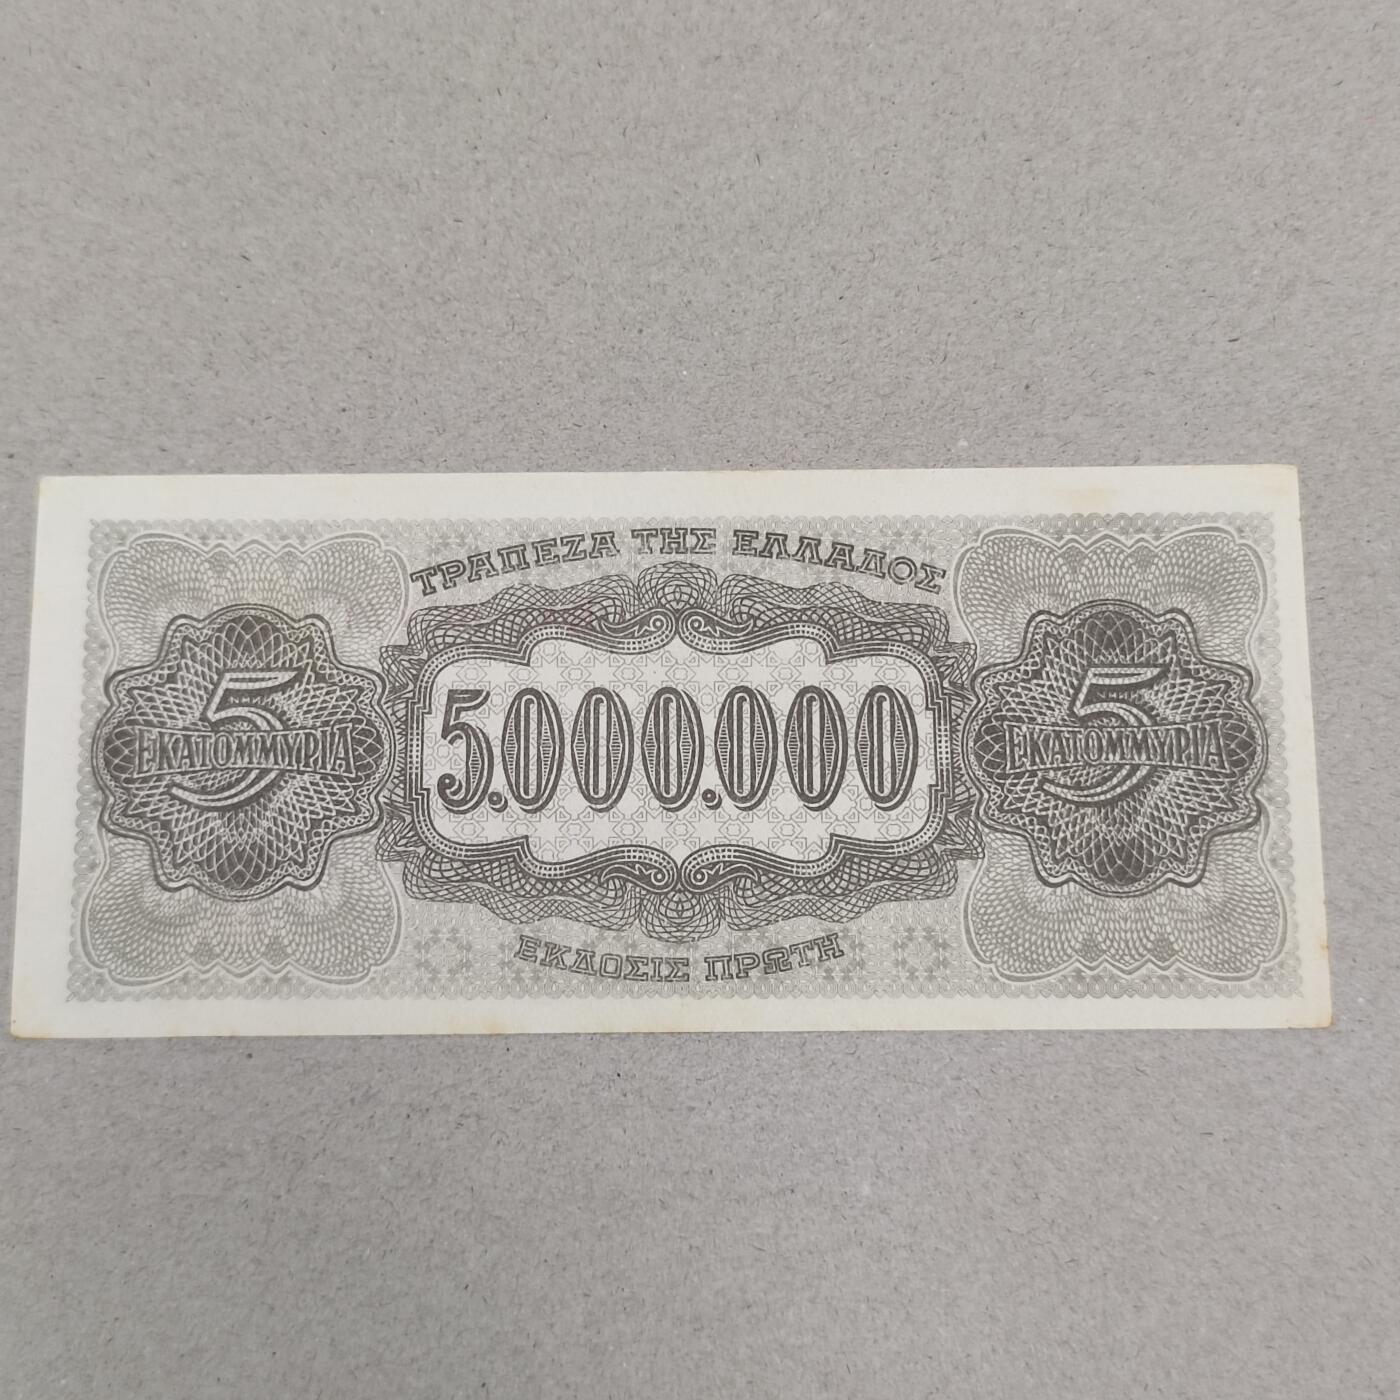 ΤΡΑΠΕΖΑ ΤΗΣ ΕΛΛΑΔΟΣ
5
ΕΚΑΤΟΜΜΥΡΙΑ
5.000.000
5
ΕΚΑΤΟΜΜΥΡΙΑ
ΕΚΔΟΣΙΣ ΠΡΩΤΗ